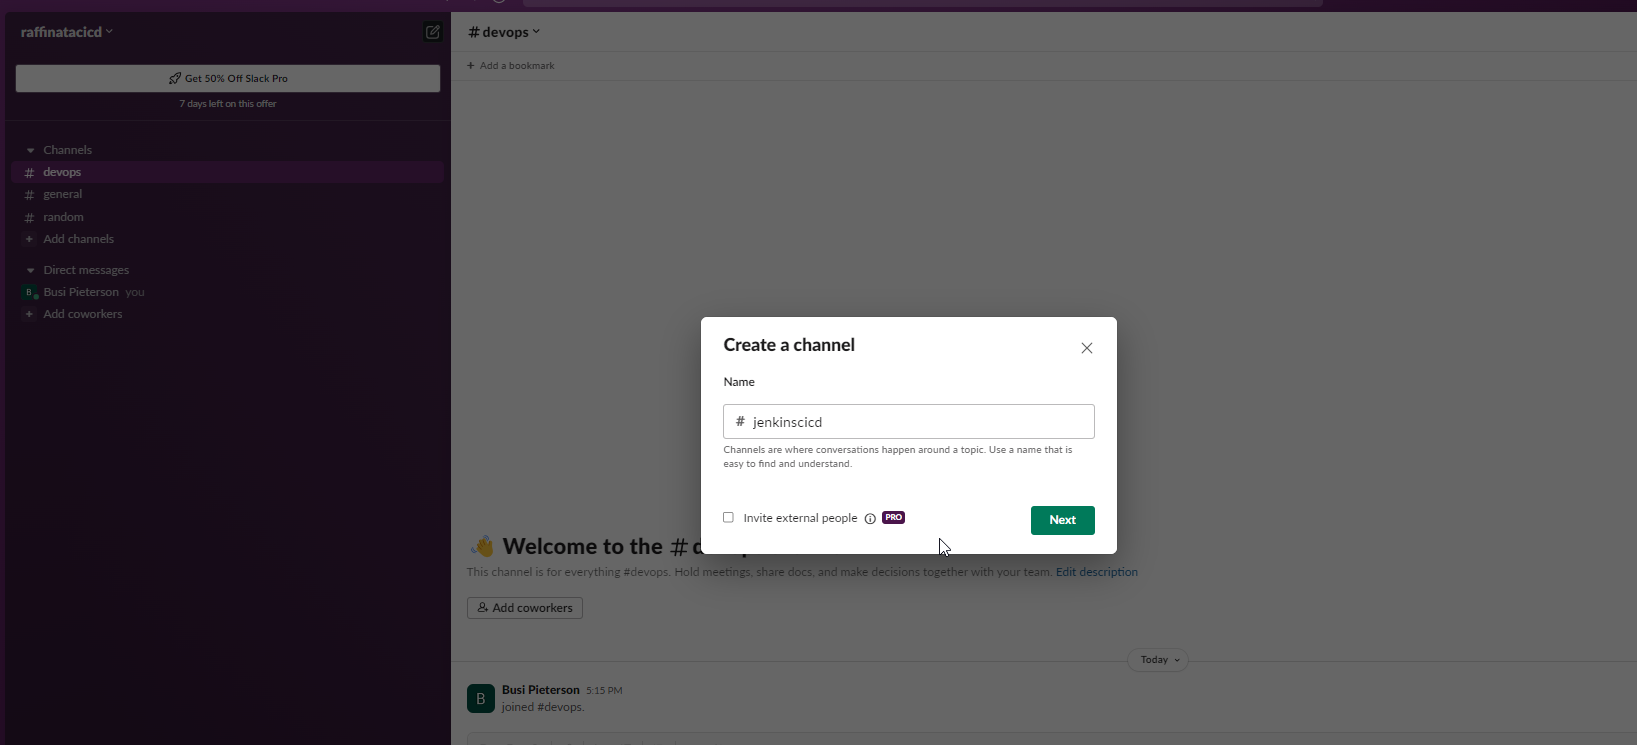 raffinatacicd
Get 50% Off Slack Pro
7 days left on this offer
Channels
# devops
# general
# random
+ Add channels
Direct messages
B Busi Pieterson you
+ Add coworkers
# devops
+ Add a bookmark
Create a channel
Name
# jenkinscicd
Channels are where conversations happen around a topic. Use a name that is
easy to find and understand.
Invite external people PRO
Next
👋 Welcome to the # d
This channel is for everything #devops. Hold meetings, share docs, and make decisions together with your team. Edit description
Add coworkers
Today
B
Busi Pieterson 5:15 PM
joined #devops.